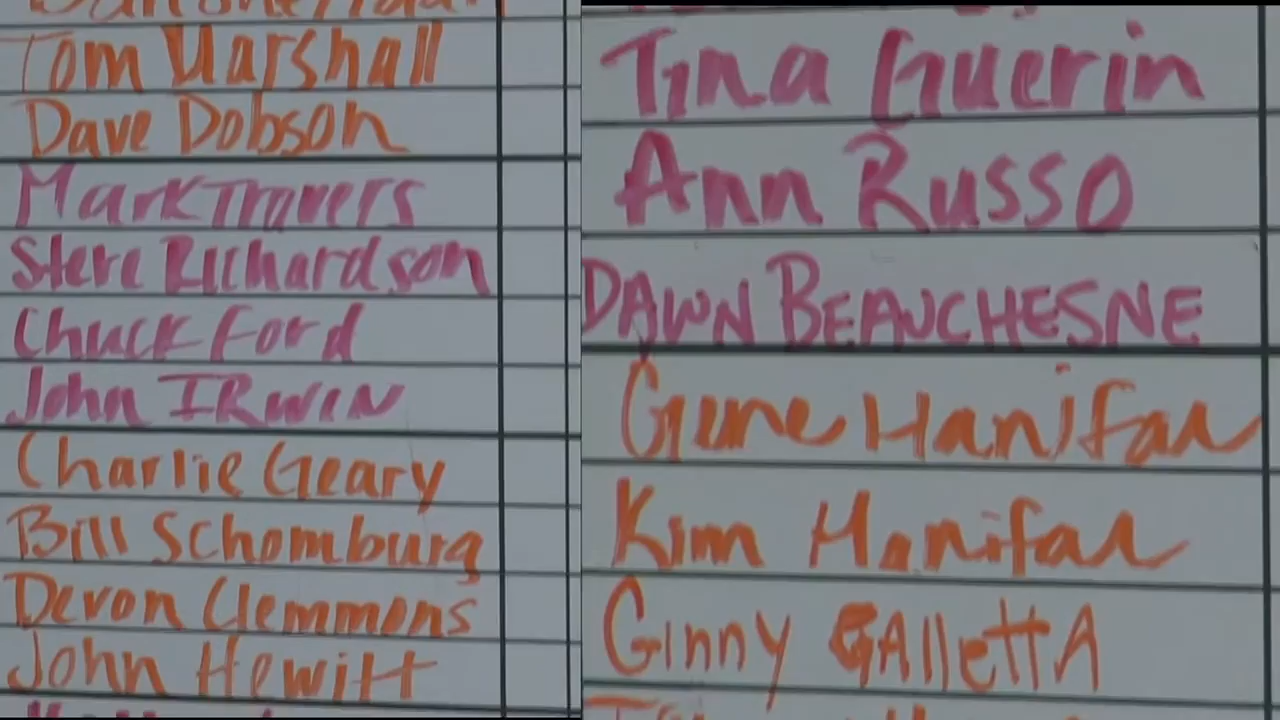 Tom Marshall
Dave Dobson
Mark Travers
Steve Richardson
Chuck Ford
John IRWIN
Charlie Geary
Bill Schomburg
Devon Clemmons
John Hewitt
Tina Guerin
Ann Russo
DAWN BEAUCHESNE
Gene Hanifan
Kim Hanifan
Ginny GAllettA